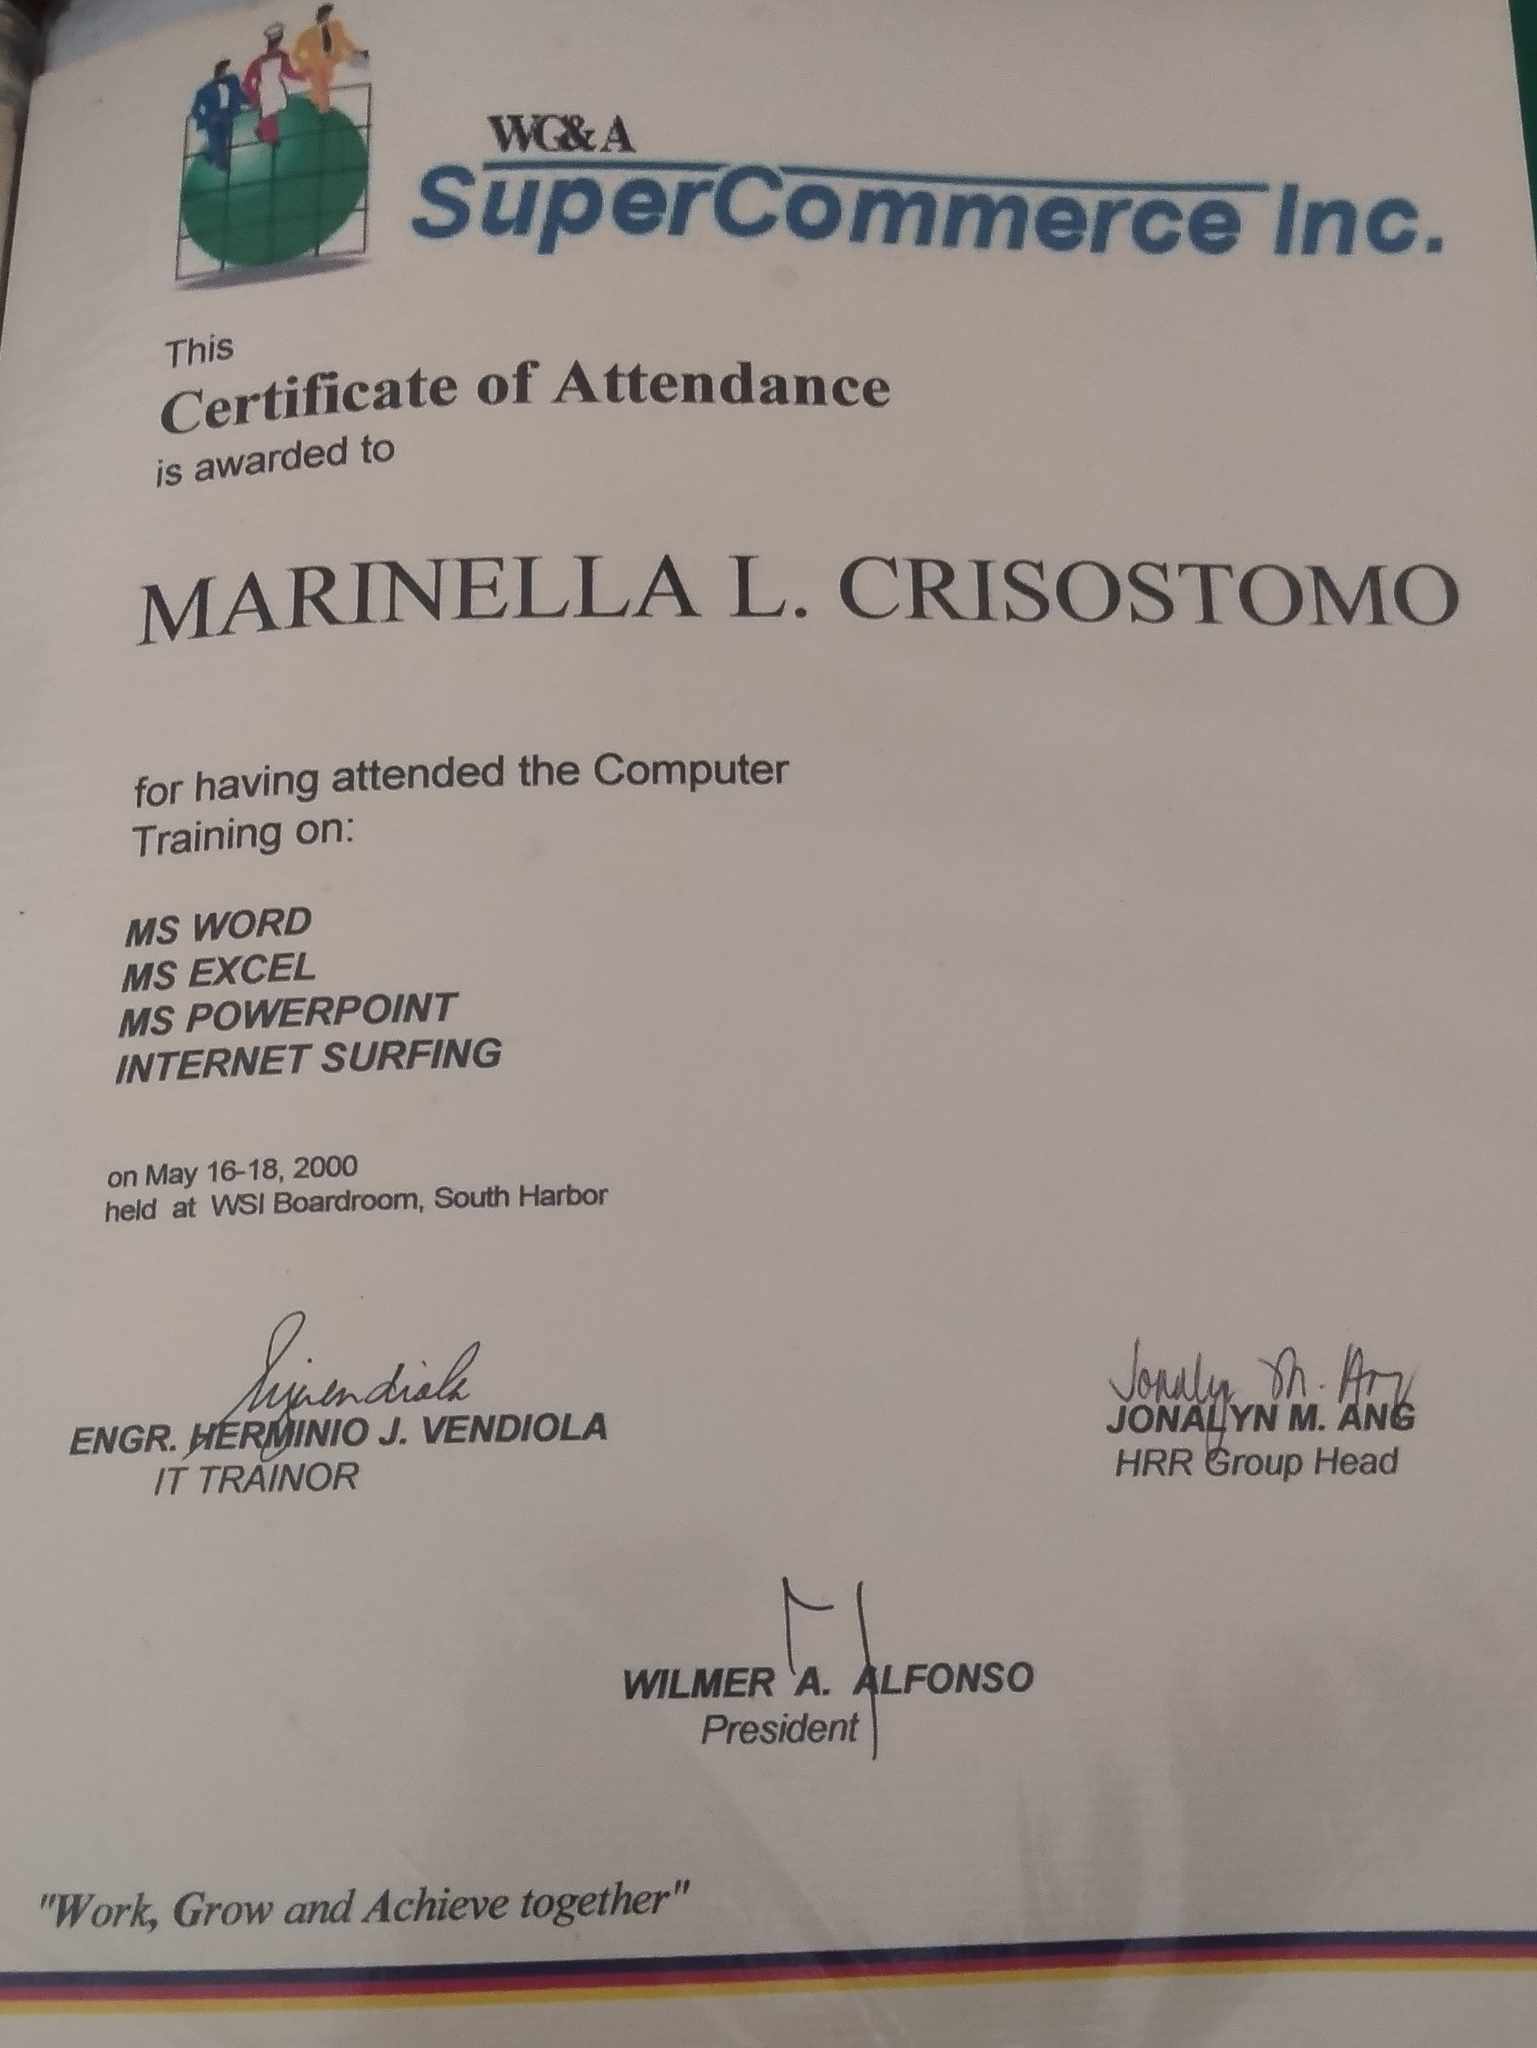 WG&A
SuperCommerce Inc.
This
Certificate of Attendance
is awarded to
MARINELLA L. CRISOSTOMO
for having attended the Computer
Training on:
MS WORD
MS EXCEL
MS POWERPOINT
INTERNET SURFING
on May 16-18, 2000
held at WSI Boardroom, South Harbor
Jonalyn M. Ang
ENGR. HERMINIO J. VENDIOLA
IT TRAINOR
JONALYN M. ANG
HRR Group Head
WILMER A. ALFONSO
President
"Work, Grow and Achieve together"